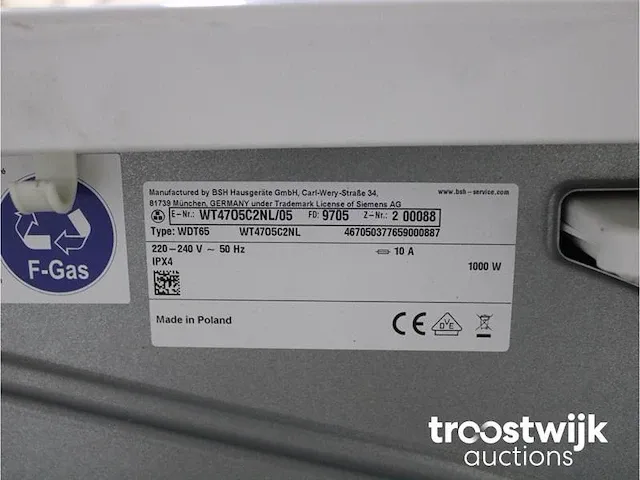 Manufactured by BSH Hausgeräte GmbH, Carl-Wery-Straße 34,
www.bsh-service.com
81739 München, GERMANY under Trademark License of Siemens AG
E-Nr.: WT4705C2NL/05 FD: 9705 Z-Nr.: 2 00088
Type: WDT65 WT4705C2NL 467050377659000887
220-240 V ~ 50 Hz 10 A
IPX4 1000 W
F-Gas
Made in Poland
CE
troostwijk
auctions